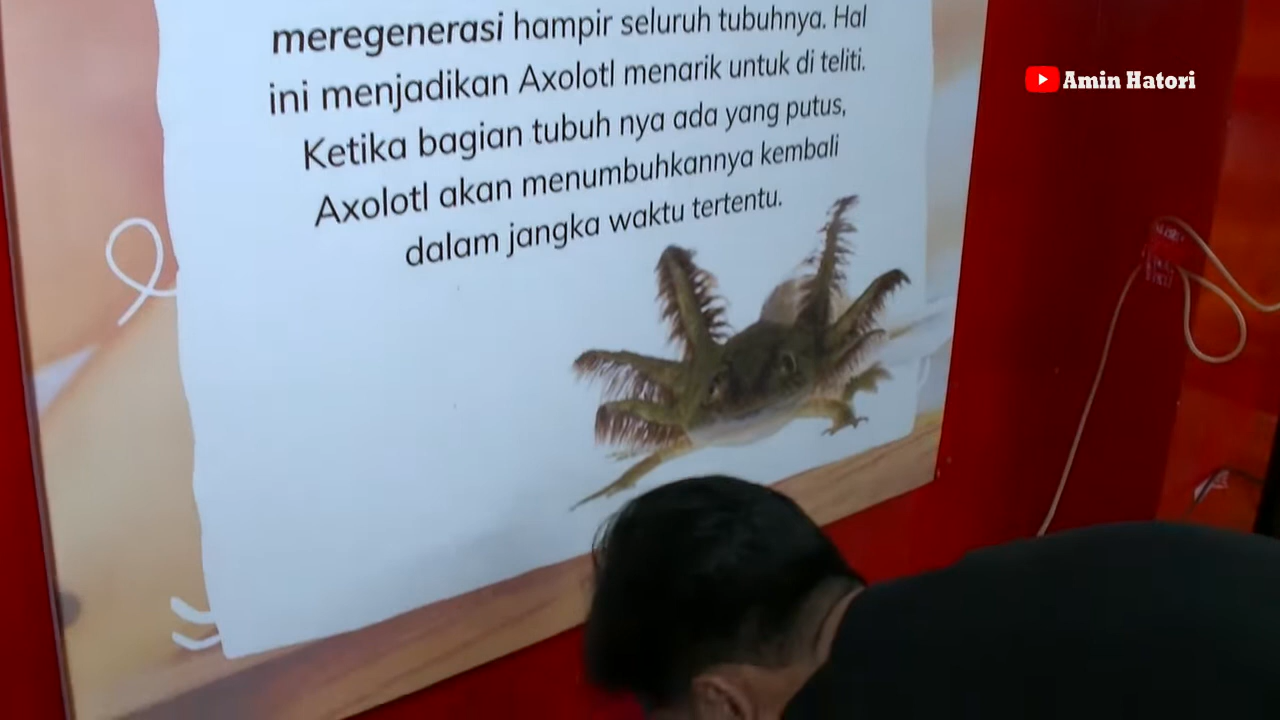 meregenerasi hampir seluruh tubuhnya. Hal
ini menjadikan Axolotl menarik untuk di teliti.
Ketika bagian tubuh nya ada yang putus,
Axolotl akan menumbuhkannya kembali
dalam jangka waktu tertentu.
Amin Hatori